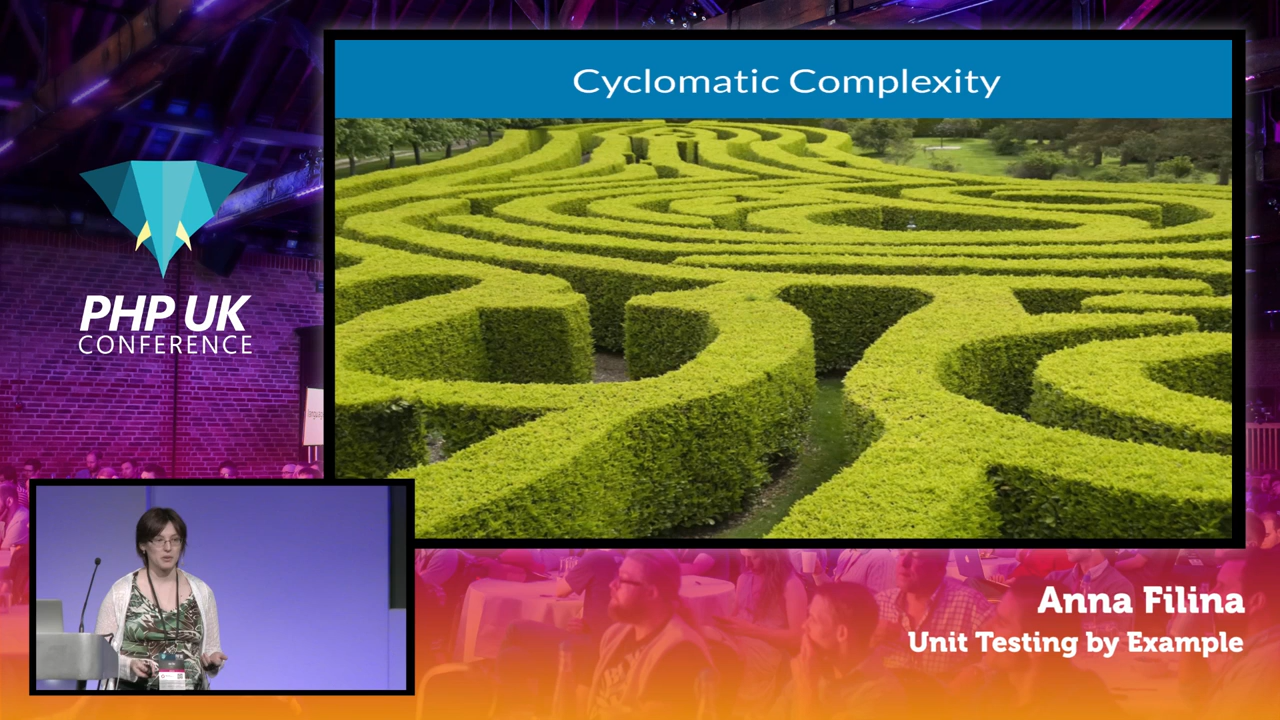 Cyclomatic Complexity
PHP UK
CONFERENCE
Anna Filina
Unit Testing by Example